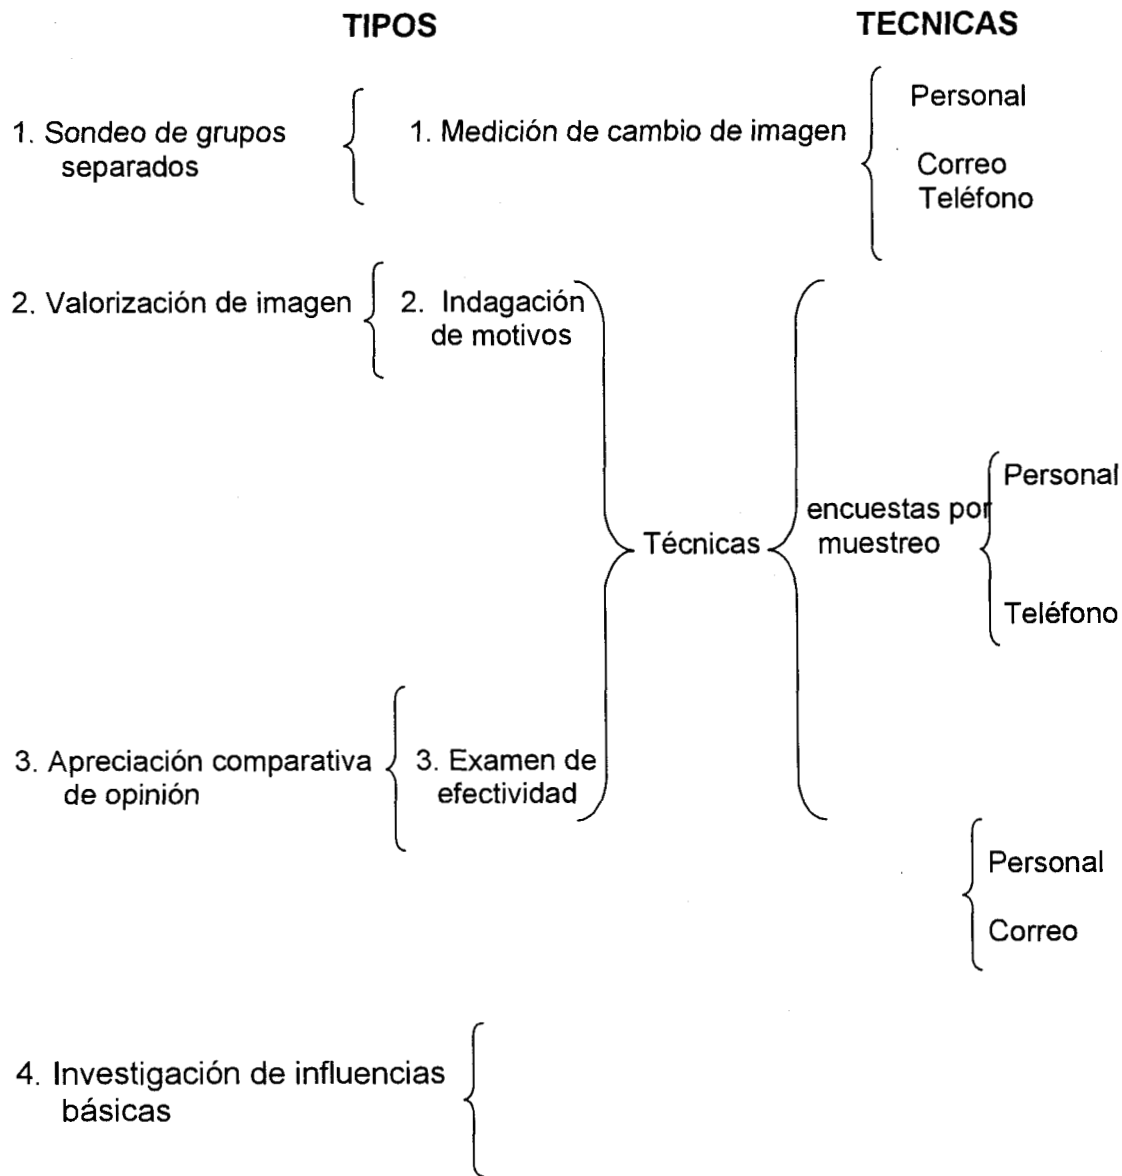 TIPOS
TECNICAS
1. Sondeo de grupos
separados
1. Medición de cambio de imagen
Personal
Correo
Teléfono
2. Valorización de imagen
2. Indagación
de motivos
Técnicas
encuestas por
muestreo
Personal
Teléfono
3. Apreciación comparativa
de opinión
3. Examen de
efectividad
Personal
Correo
4. Investigación de influencias
básicas